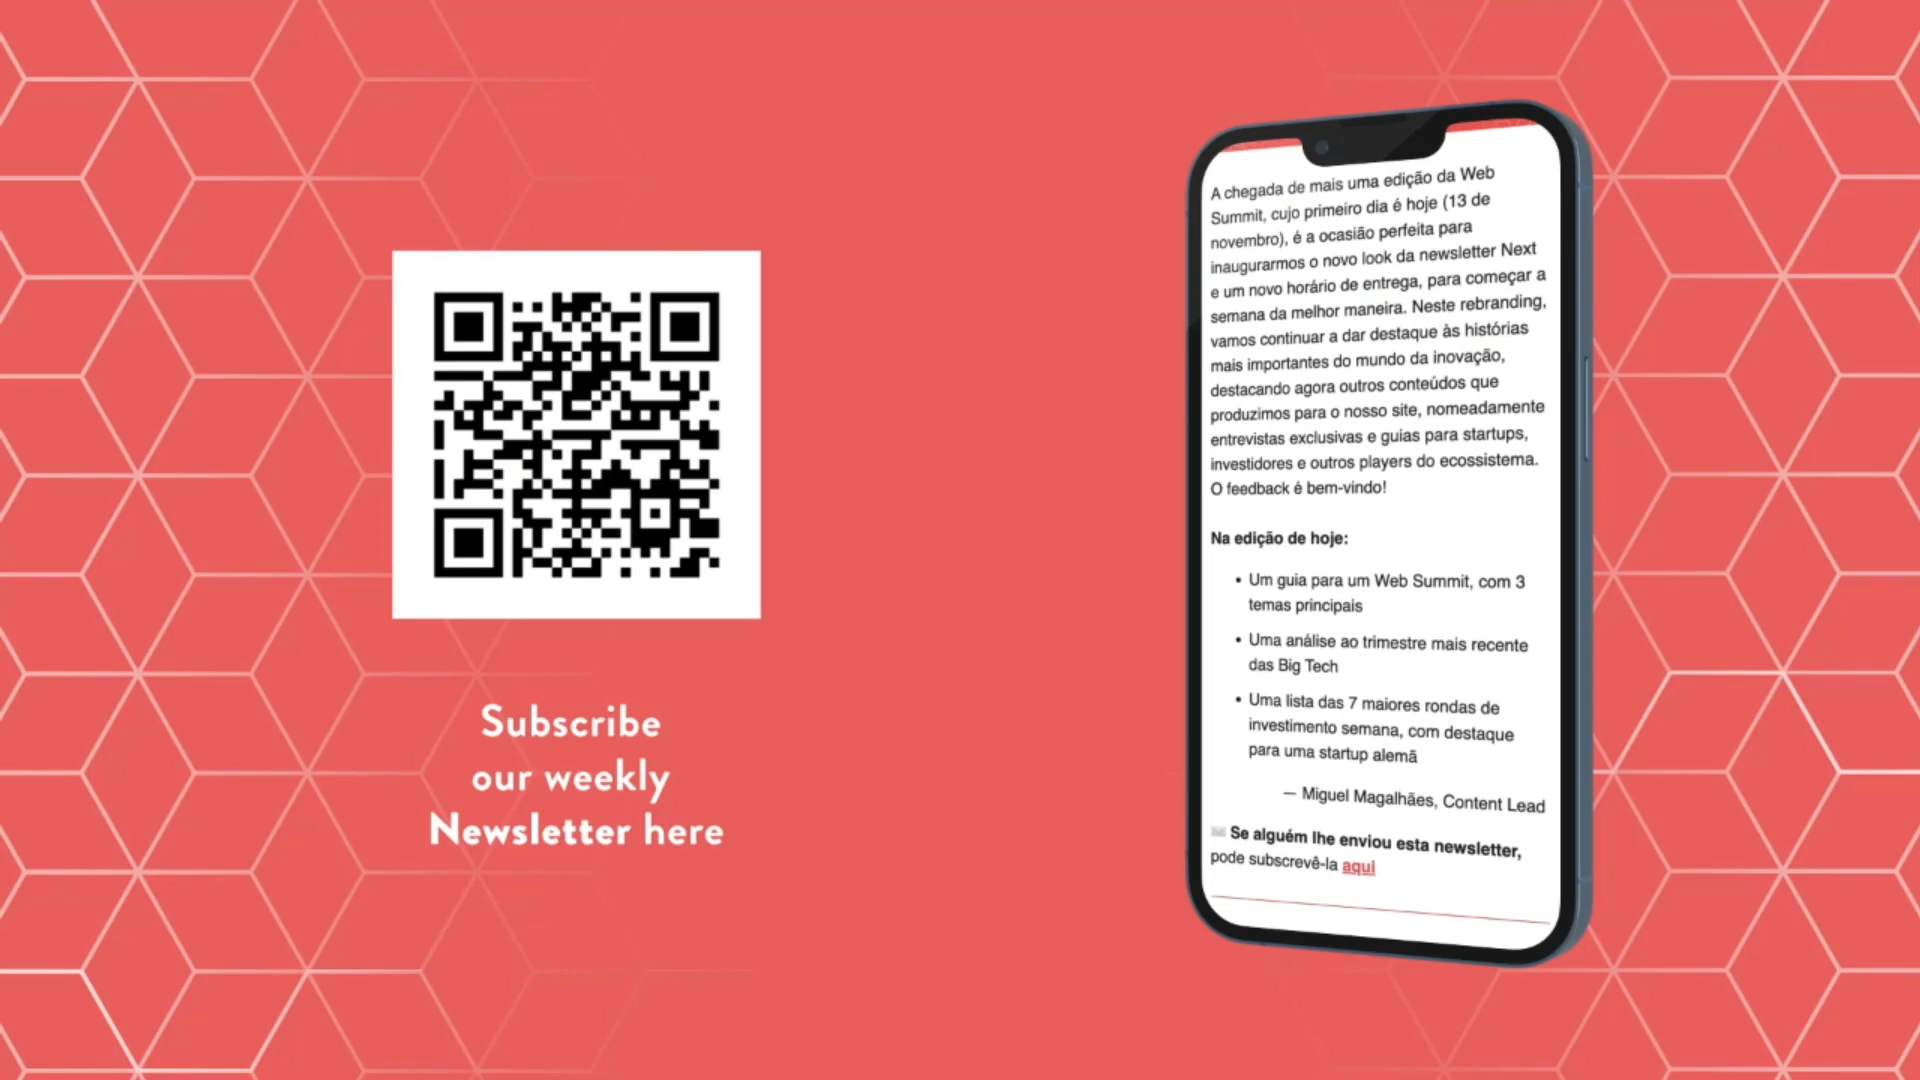 Subscribe
our weekly
Newsletter here
A chegada de mais uma edição da Web
Summit, cujo primeiro dia é hoje (13 de
novembro), é a ocasião perfeita para
inaugurarmos o novo look da newsletter Next
e um novo horário de entrega, para começar a
semana da melhor maneira. Neste rebranding,
vamos continuar a dar destaque às histórias
mais importantes do mundo da inovação,
destacando agora outros conteúdos que
produzimos para o nosso site, nomeadamente
entrevistas exclusivas e guias para startups,
investidores e outros players do ecossistema.
O feedback é bem-vindo!
Na edição de hoje:
• Um guia para um Web Summit, com 3
temas principais
• Uma análise ao trimestre mais recente
das Big Tech
• Uma lista das 7 maiores rondas de
investimento semana, com destaque
para uma startup alemã
— Miguel Magalhães, Content Lead
Se alguém lhe enviou esta newsletter,
pode subscrevê-la aqui